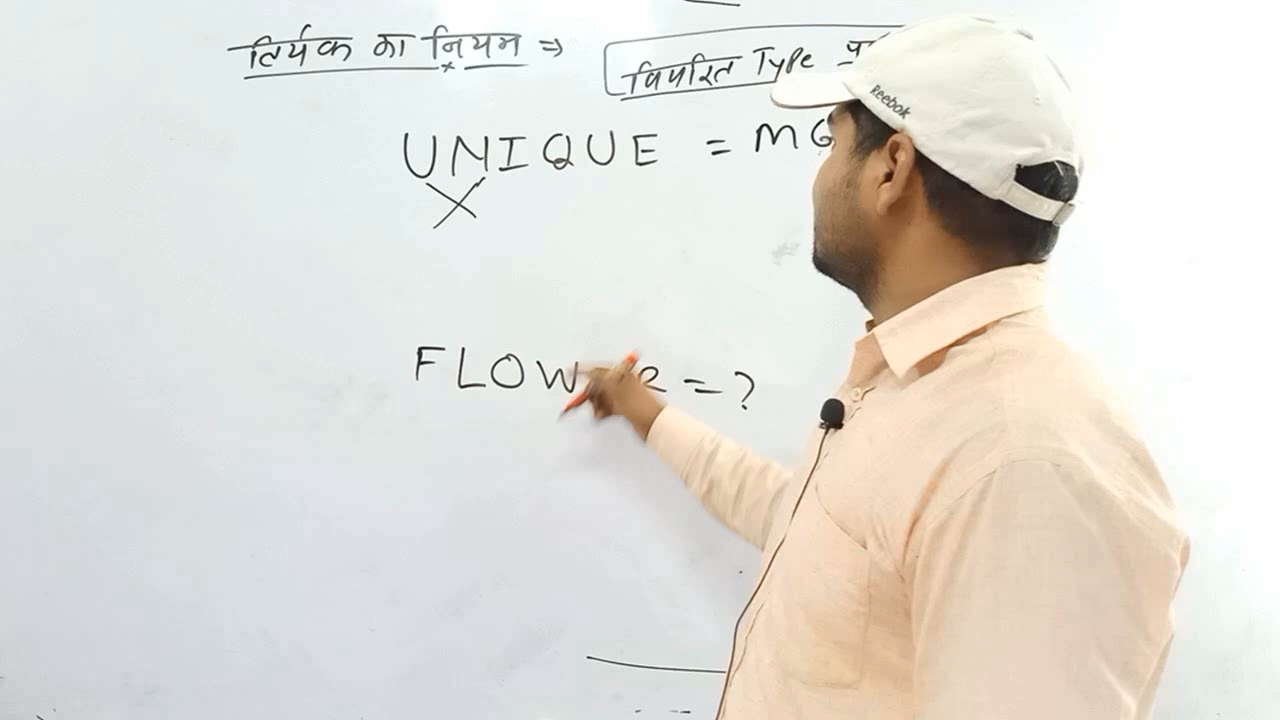 तिर्यक का नियम ⇒ विपरित Type
Reebok
UNIQUE = MG
FLOWER = ?